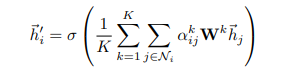 $$\vec{h}'_i = \sigma \left( \frac{1}{K} \sum_{k=1}^{K} \sum_{j \in \mathcal{N}_i} \alpha_{ij}^k \mathbf{W}^k \vec{h}_j \right)$$